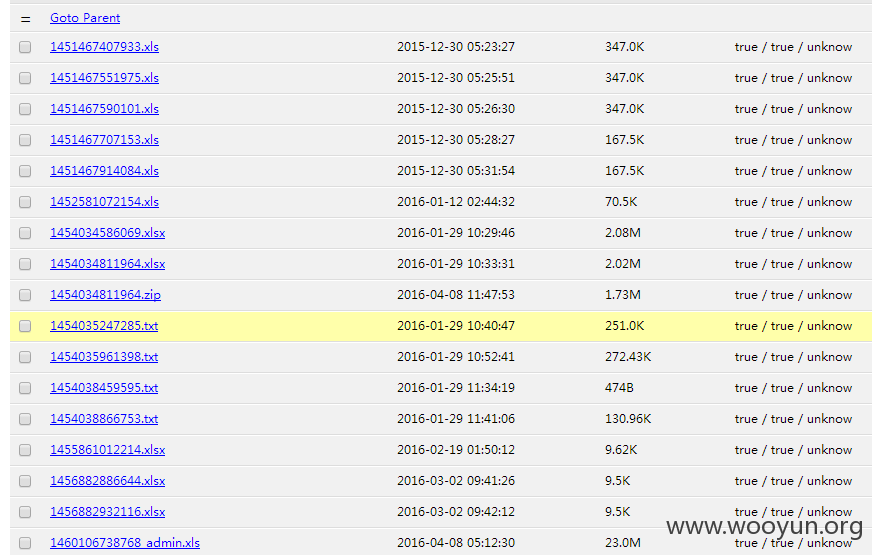 = Goto Parent
1451467407933.xls 2015-12-30 05:23:27 347.0K true / true / unknow
1451467551975.xls 2015-12-30 05:25:51 347.0K true / true / unknow
1451467590101.xls 2015-12-30 05:26:30 347.0K true / true / unknow
1451467707153.xls 2015-12-30 05:28:27 167.5K true / true / unknow
1451467914084.xls 2015-12-30 05:31:54 167.5K true / true / unknow
1452581072154.xls 2016-01-12 02:44:32 70.5K true / true / unknow
1454034586069.xlsx 2016-01-29 10:29:46 2.08M true / true / unknow
1454034811964.xlsx 2016-01-29 10:33:31 2.02M true / true / unknow
1454034811964.zip 2016-04-08 11:47:53 1.73M true / true / unknow
1454035247285.txt 2016-01-29 10:40:47 251.0K true / true / unknow
1454035961398.txt 2016-01-29 10:52:41 272.43K true / true / unknow
1454038459595.txt 2016-01-29 11:34:19 474B true / true / unknow
1454038866753.txt 2016-01-29 11:41:06 130.96K true / true / unknow
1455861012214.xlsx 2016-02-19 01:50:12 9.62K true / true / unknow
1456882886644.xlsx 2016-03-02 09:41:26 9.5K true / true / unknow
1456882932116.xlsx 2016-03-02 09:42:12 9.5K true / true / unknow
1460106738768_admin.xls 2016-04-08 05:12:30 23.0M true / true / unknow
www.wooyun.org